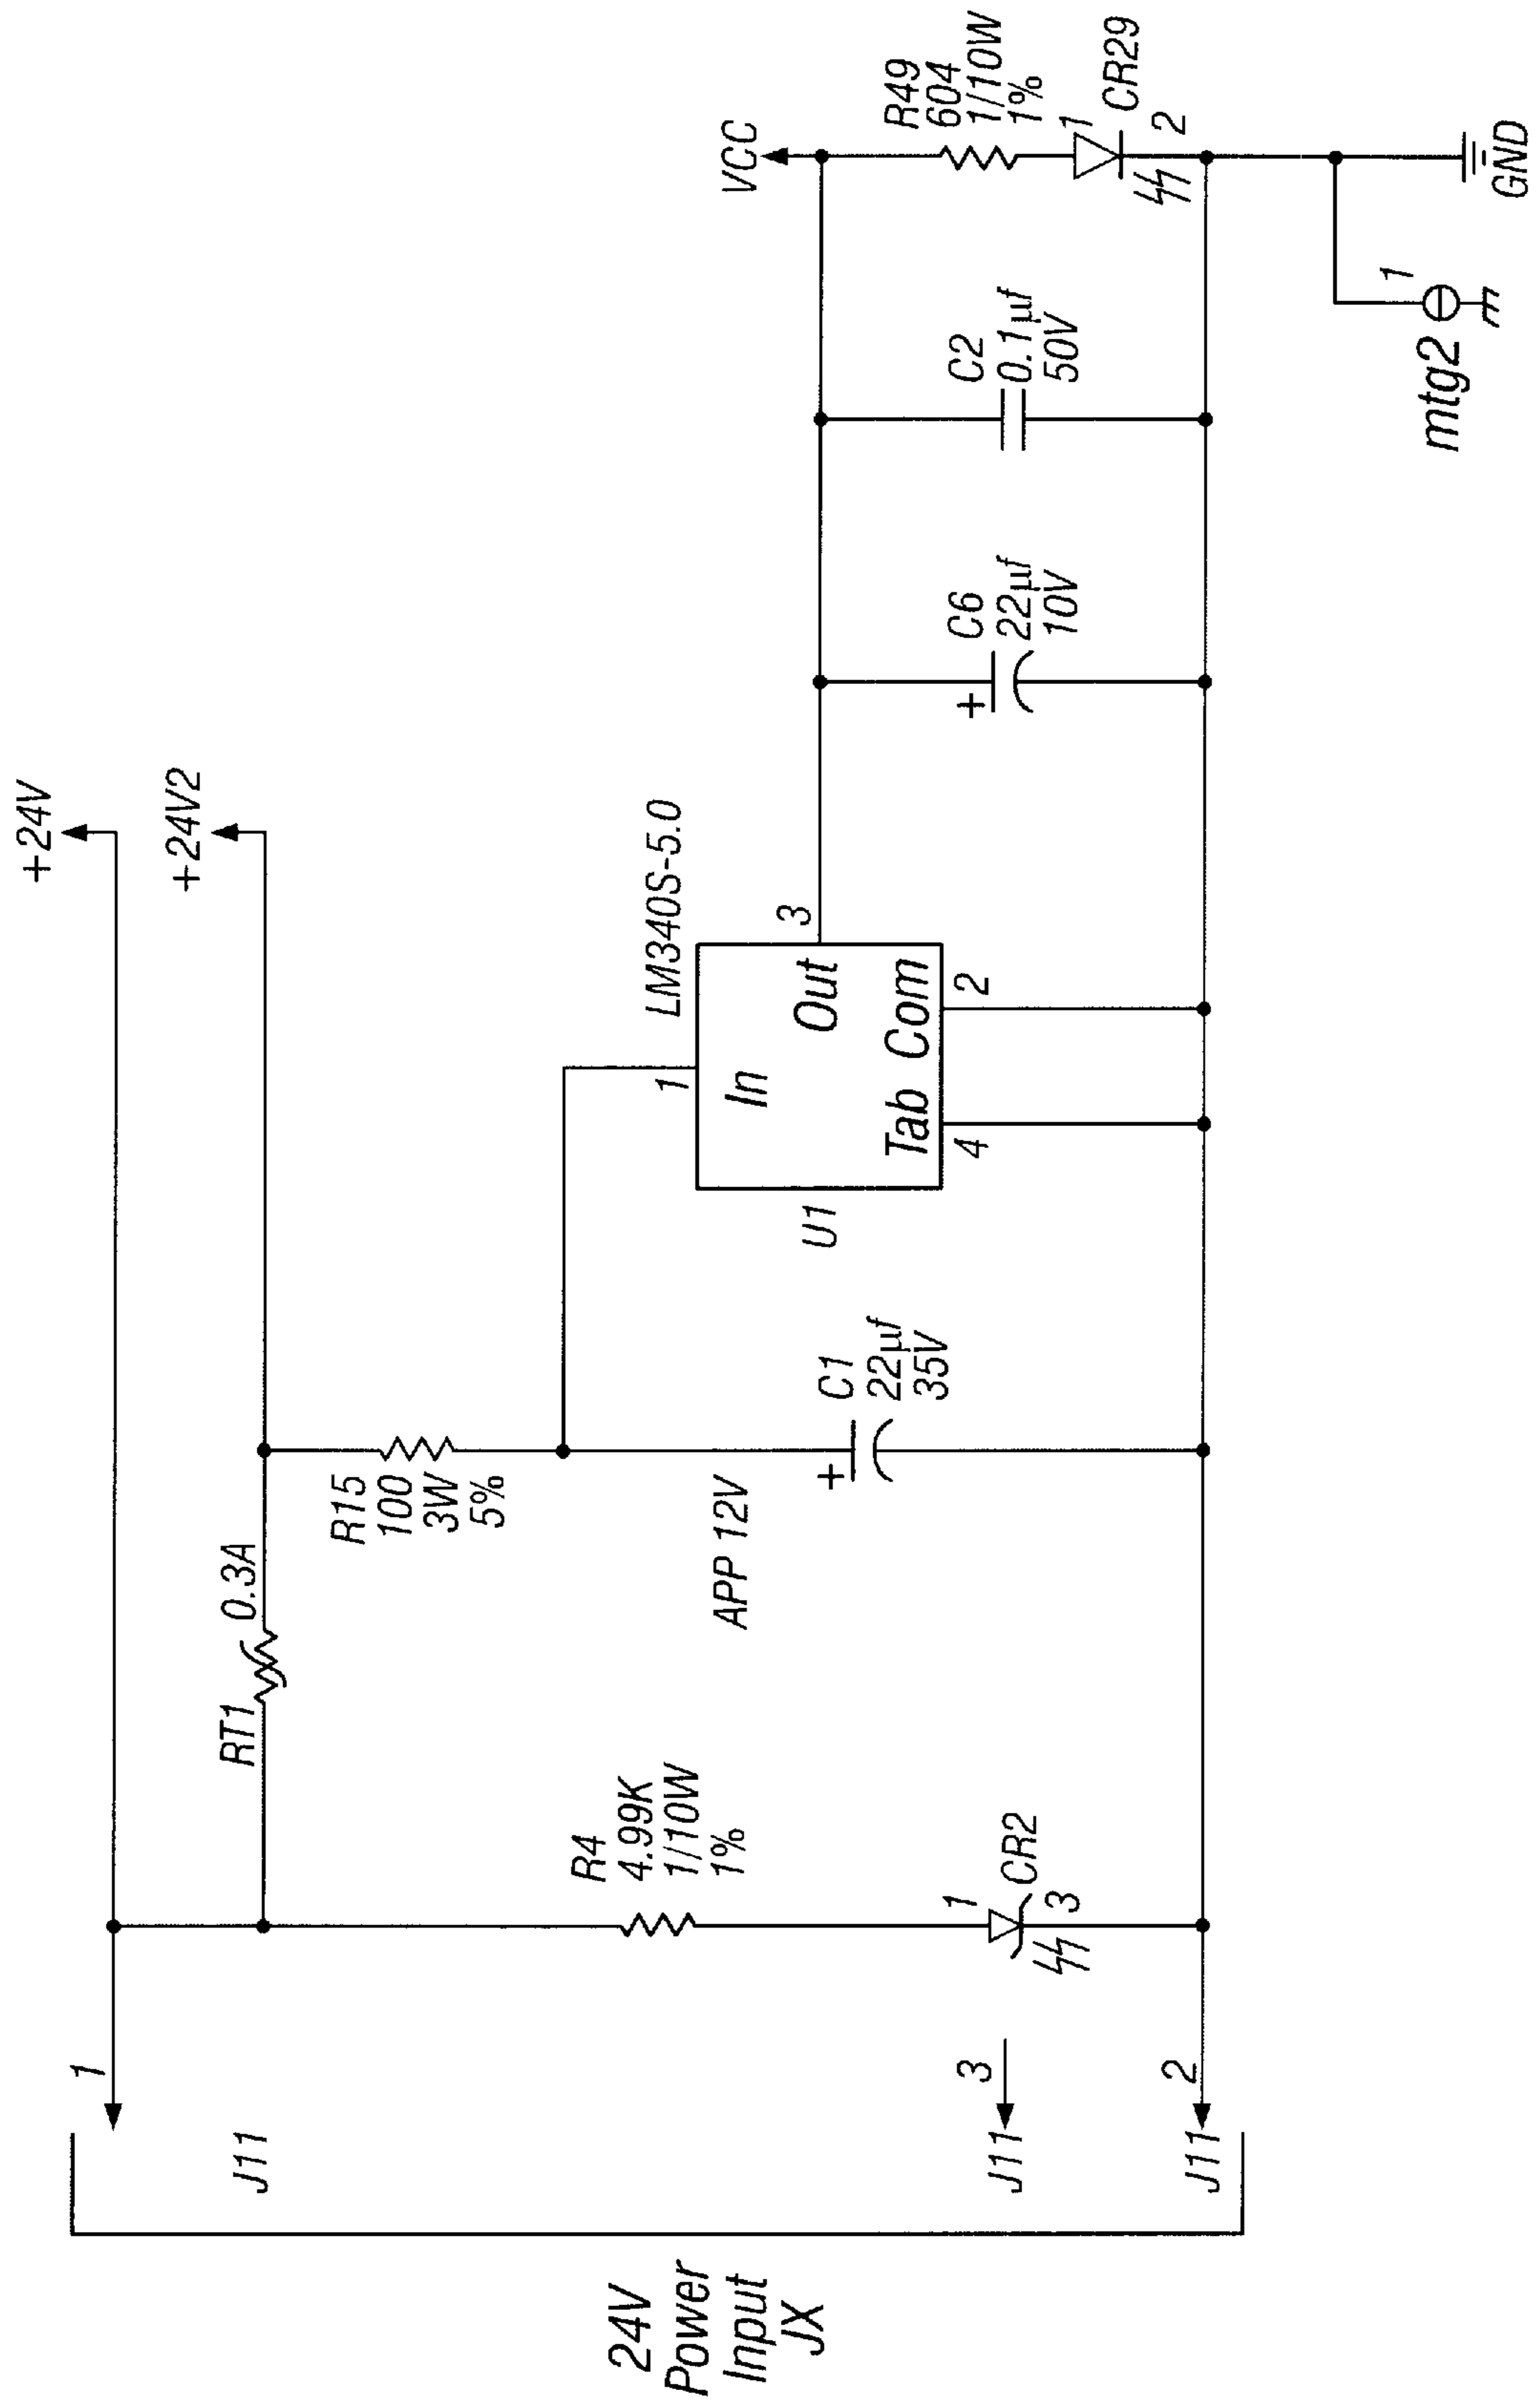 +24V
+24V2
VCC
1
RT1
0.3A
R15
100
3W
5%
LM340S-5.0
1
In
Out
3
Tab Com
4
2
U1
R49
604
1/10W
1%
1
CR29
2
C2
0.1µf
50V
C6
22µf
10V
+
C1
22µf
35V
+
APP 12V
R4
4.99K
1/10W
1%
1
CR2
3
J11
3
J11
2
J11
24V
Power
Input
JX
1
mtg2
GND